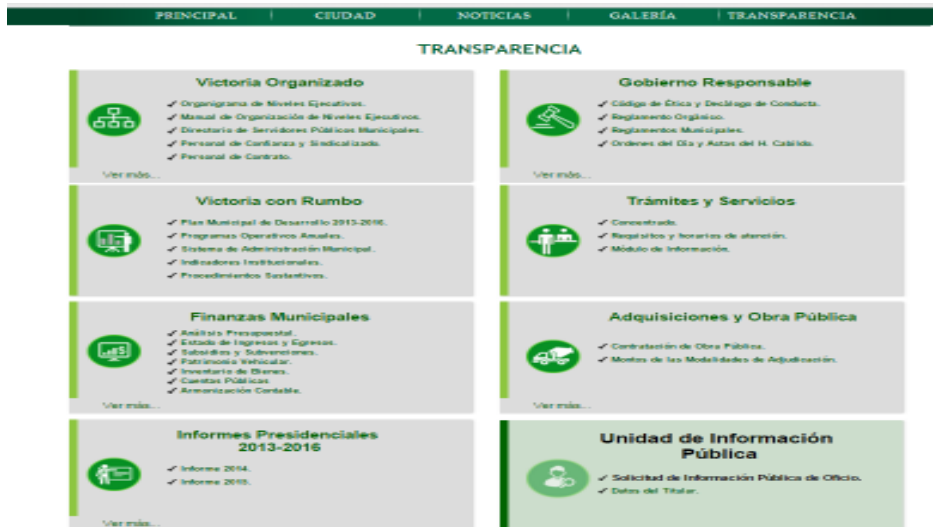 PRINCIPAL | CIUDAD | NOTICIAS | GALERÍA | TRANSPARENCIA
TRANSPARENCIA
Victoria Organizado
✓ Organigrama de Niveles Ejecutivos.
✓ Manual de Organización de Niveles Ejecutivos.
✓ Directorio de Servidores Públicos Municipales.
✓ Personal de Confianza y Sindicalizado.
✓ Personal de Contrato.
Ver más...
Gobierno Responsable
✓ Código de Ética y Decálogo de Conducta.
✓ Reglamento Orgánico.
✓ Reglamentos Municipales.
✓ Ordenes del Día y Actas del H. Cabildo.
Ver más...
Victoria con Rumbo
✓ Plan Municipal de Desarrollo 2013-2016.
✓ Programas Operativos Anuales.
✓ Sistema de Administración Municipal.
✓ Indicadores Institucionales.
✓ Procedimientos Sustantivos.
Trámites y Servicios
✓ Concentrado.
✓ Requisitos y horarios de atención.
✓ Módulo de Información.
Finanzas Municipales
✓ Análisis Presupuestal.
✓ Estado de Ingresos y Egresos.
✓ Subsidios y Subvenciones.
✓ Patrimonio Vehicular.
✓ Inventario de Bienes.
✓ Cuentas Públicas
✓ Armonización Contable.
Ver más...
Adquisiciones y Obra Pública
✓ Contratación de Obra Pública.
✓ Montos de las Modalidades de Adjudicación.
Ver más...
Informes Presidenciales
2013-2016
✓ Informe 2014.
✓ Informe 2015.
Ver más...
Unidad de Información
Pública
✓ Solicitud de Información Pública de Oficio.
✓ Datos del Titular.